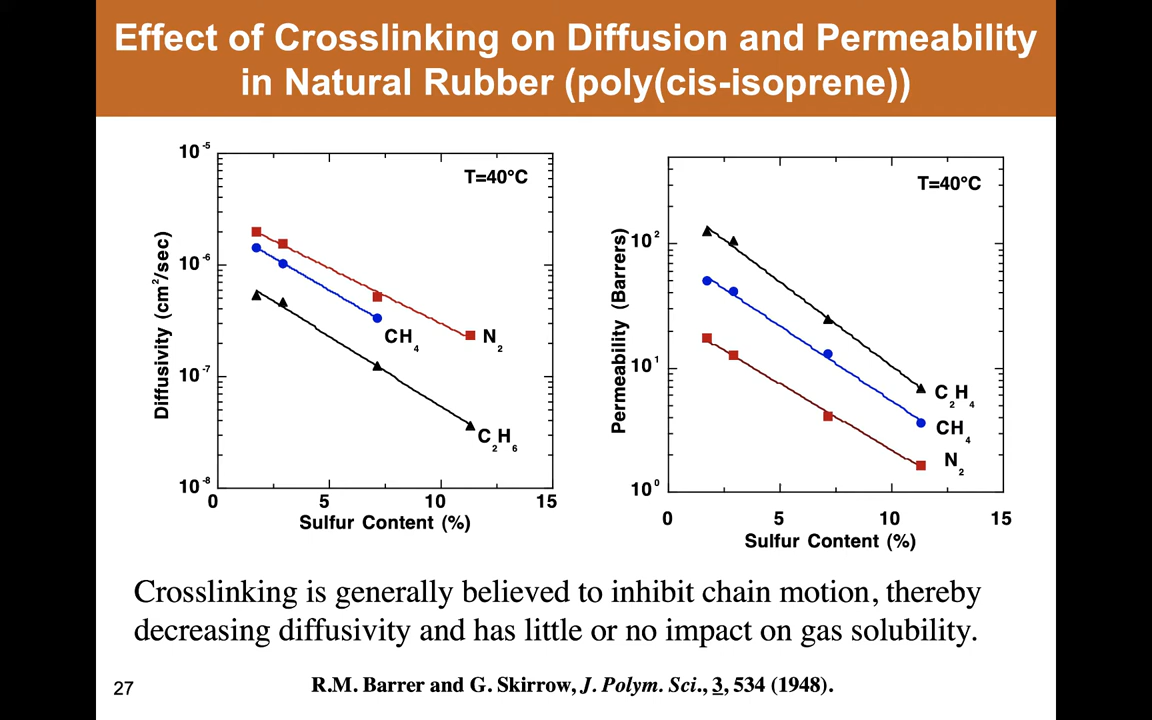 Effect of Crosslinking on Diffusion and Permeability
in Natural Rubber (poly(cis-isoprene))
10-5
10-6
10-7
10-8
Diffusivity (cm2/sec)
T=40°C
CH4
N2
C2H6
0 5 10 15
Sulfur Content (%)
102
101
100
Permeability (Barrers)
T=40°C
C2H4
CH4
N2
0 5 10 15
Sulfur Content (%)
Crosslinking is generally believed to inhibit chain motion, thereby
decreasing diffusivity and has little or no impact on gas solubility.
27
R.M. Barrer and G. Skirrow, J. Polym. Sci., 3, 534 (1948).